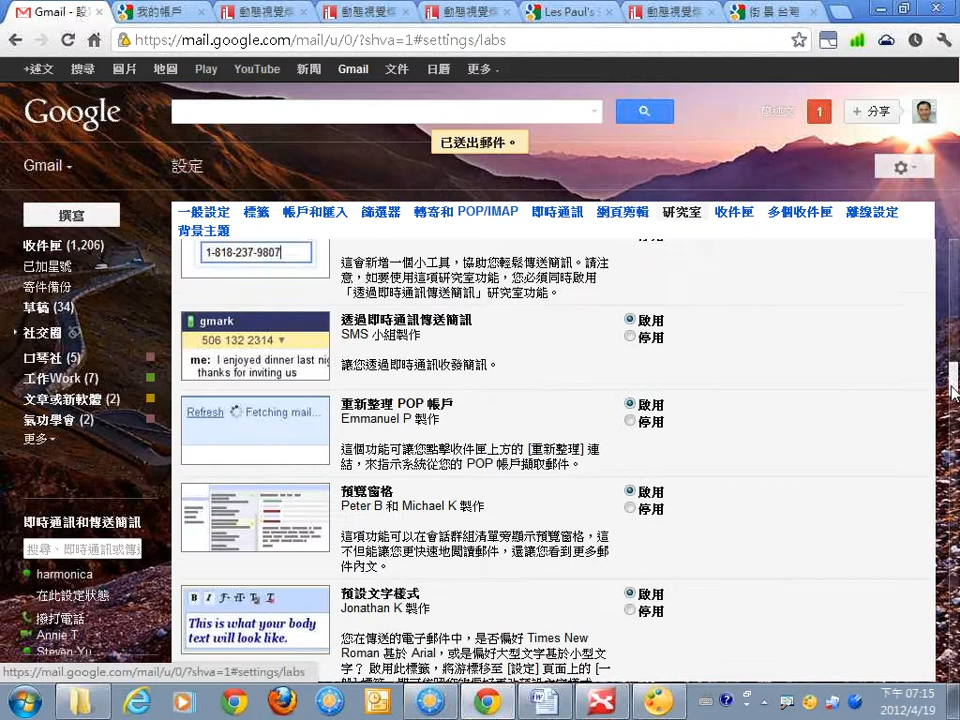 Gmail - 設
我的帳戶
動態視覺
動態視覺
動態視覺
Les Paul's
動態視覺
街 景 台灣
https://mail.google.com/mail/u/0/?shva=1#settings/labs
+述文 搜尋 圖片 地圖 Play YouTube 新聞 Gmail 文件 日曆 更多
Google
1
+ 分享
已送出郵件。
Gmail
設定
撰寫
收件匣 (1,206)
已加星號
寄件備份
草稿 (34)
社交圈
口琴社 (5)
工作Work (7)
文章或新軟體 (2)
氣功學會 (2)
更多
即時通訊和傳送簡訊
搜尋、即時通訊或傳送
harmonica
在此設定狀態
撥打電話
Annie T
Steven Yu
一般設定 標籤 帳戶和匯入 篩選器 轉寄和 POP/IMAP 即時通訊 網頁剪輯 研究室 收件匣 多個收件匣 離線設定
背景主題
1-818-237-9807
停用
這會新增一個小工具，協助您輕鬆傳送簡訊。請注
意，如要使用這項研究室功能，您必須同時啟用
「透過即時通訊傳送簡訊」研究室功能。
gmark
506 132 2314
me: I enjoyed dinner last nig
thanks for inviting us
透過即時通訊傳送簡訊
SMS 小組製作
讓您透過即時通訊收發簡訊。
啟用
停用
Refresh Fetching mail...
重新整理 POP 帳戶
Emmanuel P 製作
這個功能可讓您點擊收件匣上方的 [重新整理] 連
結，來指示系統從您的 POP 帳戶擷取郵件。
啟用
停用
預覽窗格
Peter B 和 Michael K 製作
這項功能可以在會話群組清單旁顯示預覽窗格，這
不但能讓您更快速地閱讀郵件，還讓您看到更多郵
件內文。
啟用
停用
This is what your body
text will look like.
預設文字樣式
Jonathan K 製作
您在傳送的電子郵件中，是否偏好 Times New
Roman 甚於 Arial，或是偏好大型文字甚於小型文
字？ 啟用此標籤，將游標移至 [設定] 頁面上的 [一
啟用
停用
https://mail.google.com/mail/u/0/?shva=1#settings/labs
下午 07:15
2012/4/19